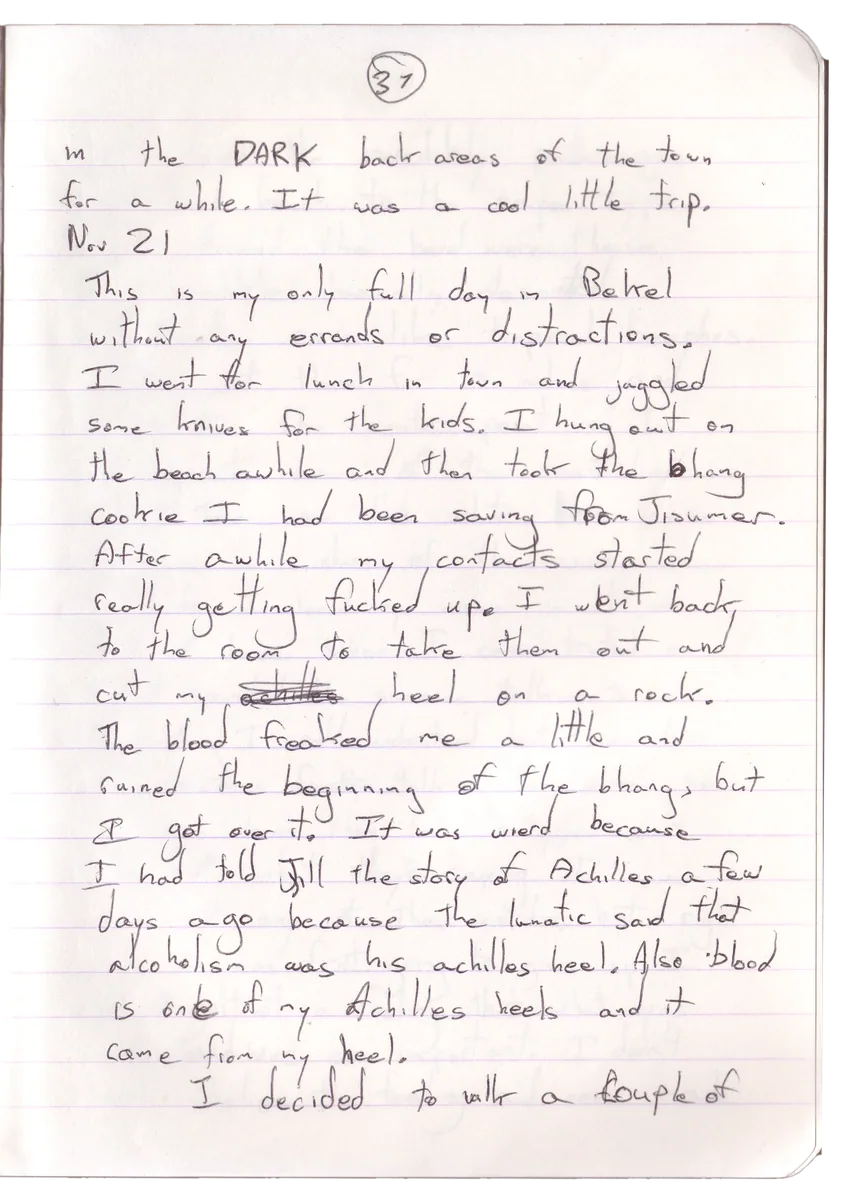 37
in the DARK back areas of the town
for a while. It was a cool little trip.
Nov 21
This is my only full day in Bekel
without any errands or distractions.
I went for lunch in town and jaggled
some knives for the kids. I hung out on
the beach awhile and then took the bhang
cookie I had been saving from Jisumer.
After awhile my contacts started
really getting fucked up. I went back
to the room to take them out and
cut my achilles heel on a rock.
The blood freaked me a little and
ruined the beginning of the bhang, but
I got over it. It was wierd because
I had told Jill the story of Achilles a few
days ago because the lunatic said that
alcoholism was his achilles heel. Also blood
is one of my Achilles heels and it
came from my heel.
I decided to walk a couple of